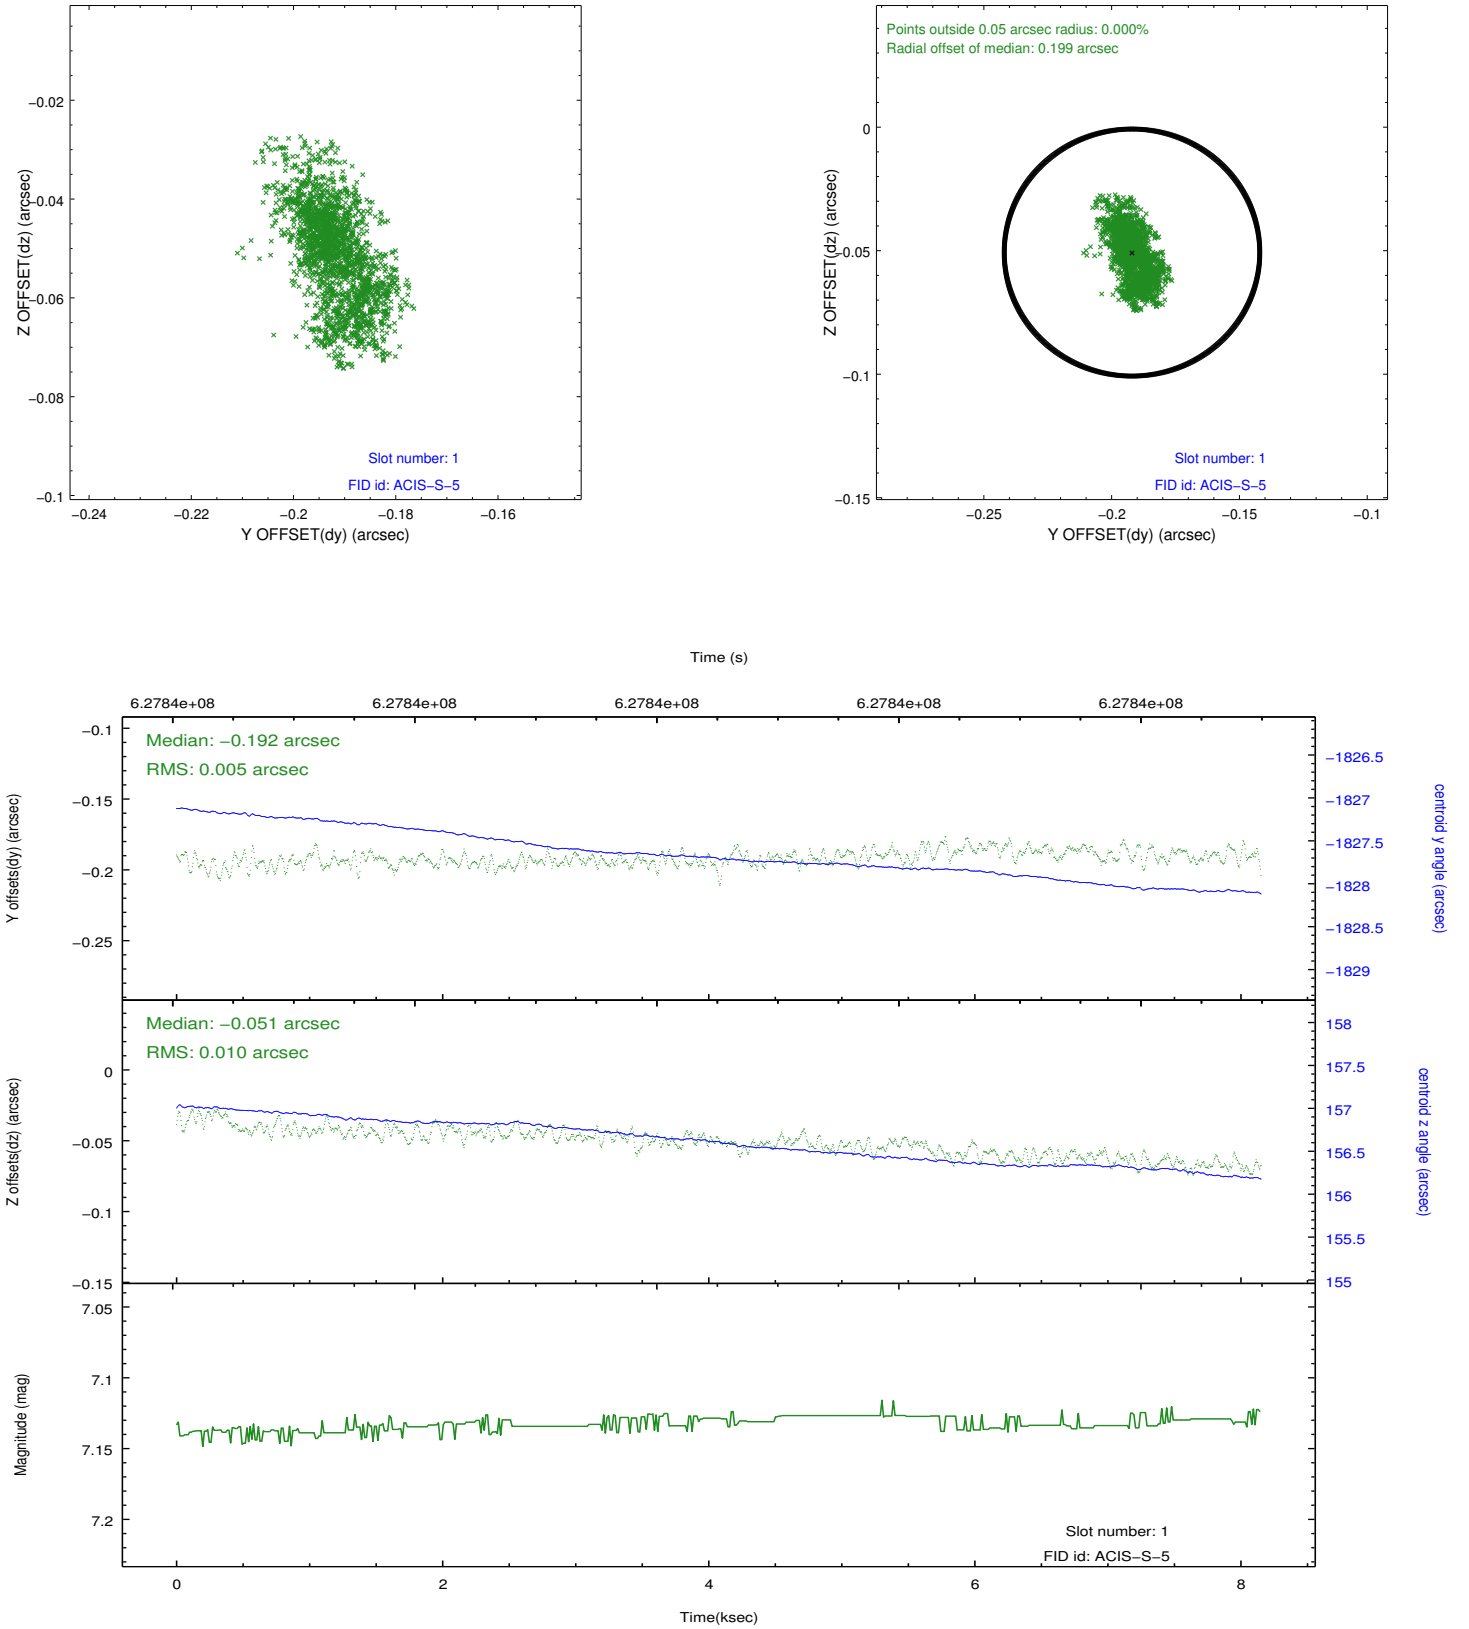 −0.02
−0.04
−0.06
−0.08
−0.1
Z OFFSET(dz) (arcsec)
Slot number: 1
FID id: ACIS−S−5
−0.24 −0.22 −0.2 −0.18 −0.16
Y OFFSET(dy) (arcsec)
Points outside 0.05 arcsec radius: 0.000%
Radial offset of median: 0.199 arcsec
0
−0.05
−0.1
−0.15
Z OFFSET(dz) (arcsec)
Slot number: 1
FID id: ACIS−S−5
−0.25 −0.2 −0.15 −0.1
Y OFFSET(dy) (arcsec)
Time (s)
6.2784e+08 6.2784e+08 6.2784e+08 6.2784e+08 6.2784e+08
Median: −0.192 arcsec
RMS: 0.005 arcsec
−0.1
−0.15
−0.2
−0.25
Y offsets(dy) (arcsec)
−1826.5
−1827
−1827.5
−1828
−1828.5
−1829
centroid y angle (arcsec)
Median: −0.051 arcsec
RMS: 0.010 arcsec
0
−0.05
−0.1
−0.15
Z offsets(dz) (arcsec)
158
157.5
157
156.5
156
155.5
155
centroid z angle (arcsec)
7.05
7.1
7.15
7.2
Magnitude (mag)
Slot number: 1
FID id: ACIS−S−5
0 2 4 6 8
Time(ksec)